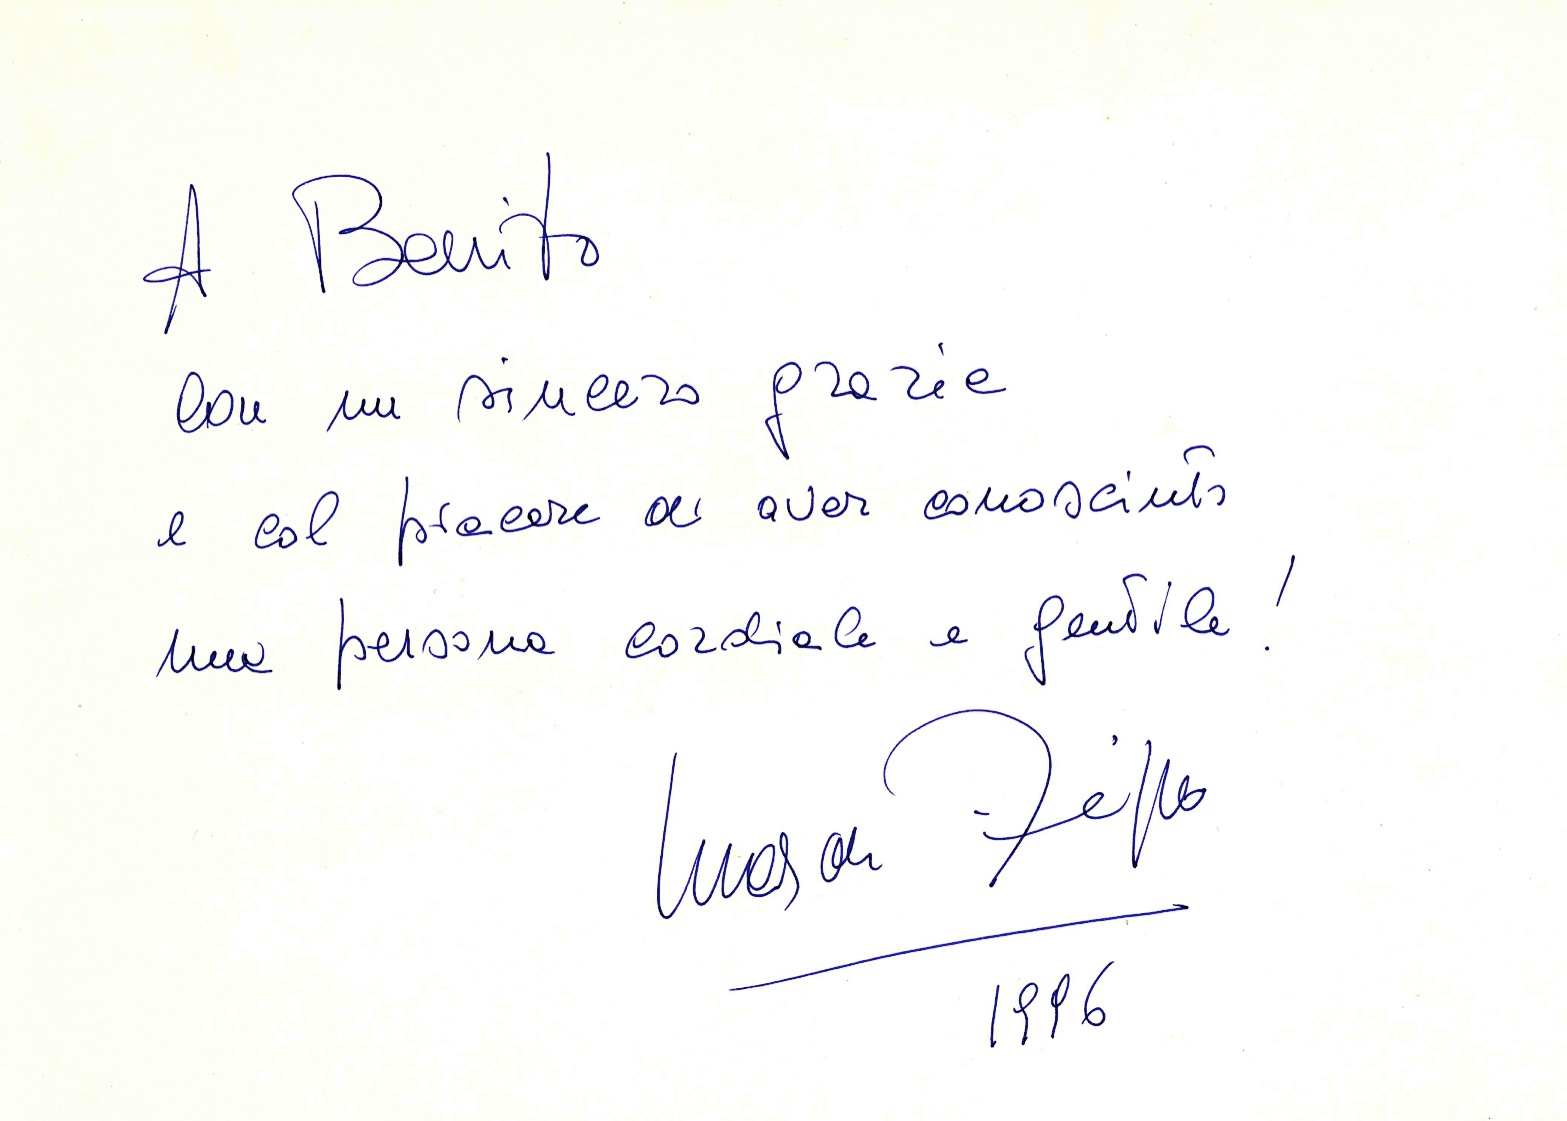 A Benito
con un sincero grazie
e col piacere di aver conosciuto
una persona cordiale e gentile!
1996